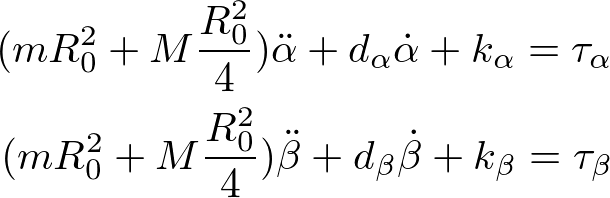 (mR_0^2 + M\frac{R_0^2}{4})\ddot{\alpha} + d_\alpha\dot{\alpha} + k_\alpha = \tau_\alpha
(mR_0^2 + M\frac{R_0^2}{4})\ddot{\beta} + d_\beta\dot{\beta} + k_\beta = \tau_\beta